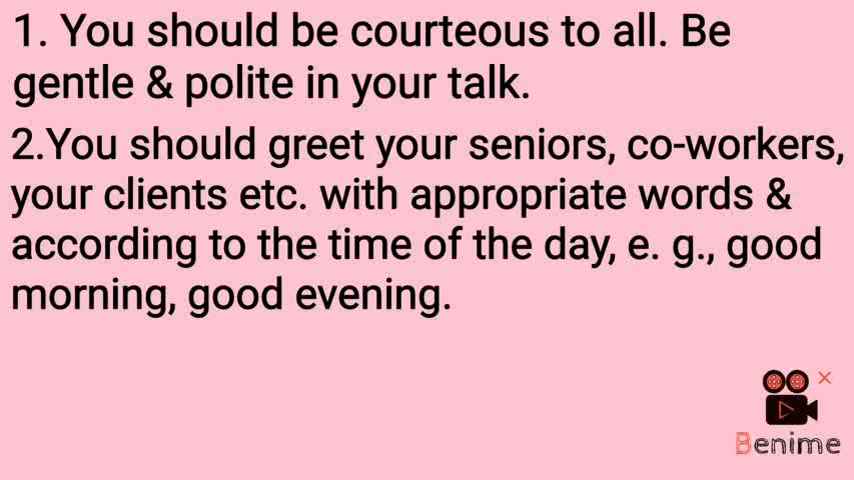 1. You should be courteous to all. Be
gentle & polite in your talk.
2.You should greet your seniors, co-workers,
your clients etc. with appropriate words &
according to the time of the day, e. g., good
morning, good evening.
Benime